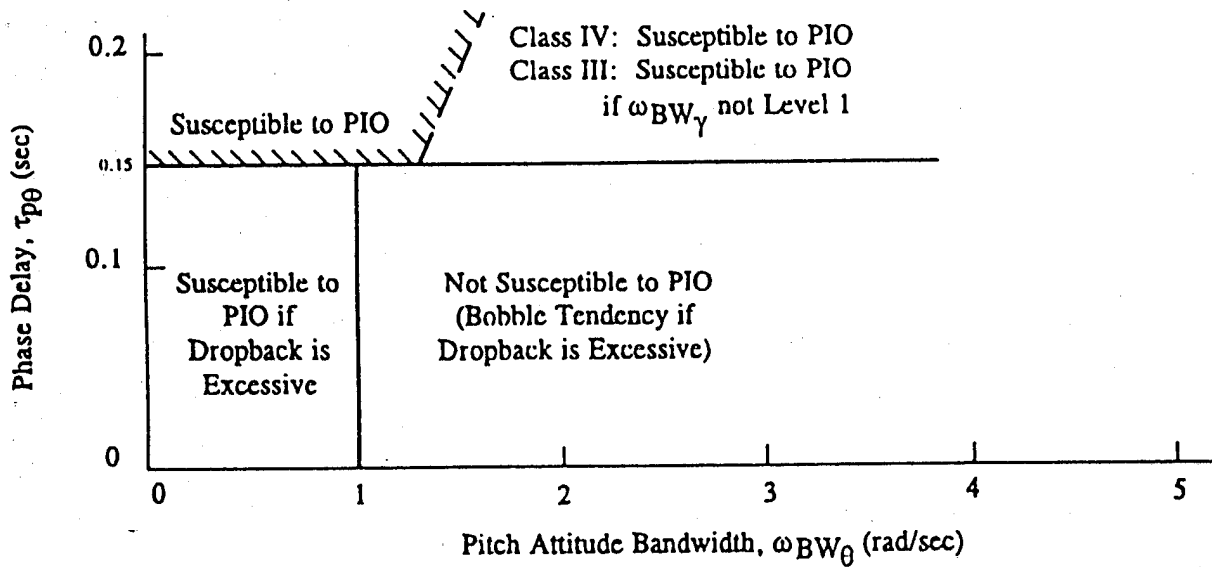 0.2
Class IV: Susceptible to PIO
Class III: Susceptible to PIO
if ωBWγ not Level 1
Susceptible to PIO
0.15
Phase Delay, τpθ (sec)
0.1
Susceptible to
PIO if
Dropback is
Excessive
Not Susceptible to PIO
(Bobble Tendency if
Dropback is Excessive)
0
0 1 2 3 4 5
Pitch Attitude Bandwidth, ωBWθ (rad/sec)